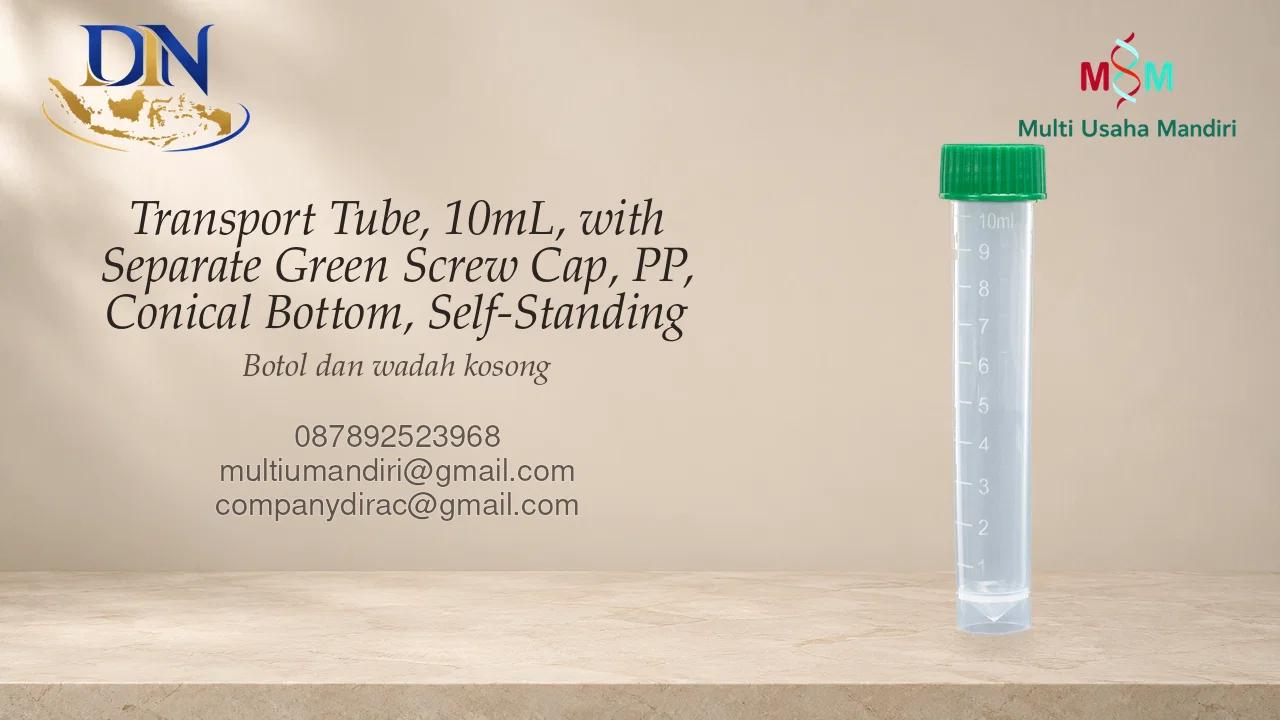 DIN
M M
Multi Usaha Mandiri
Transport Tube, 10mL, with
Separate Green Screw Cap, PP,
Conical Bottom, Self-Standing
Botol dan wadah kosong
087892523968
multiumandiri@gmail.com
companydirac@gmail.com
10ml
9
8
7
6
5
4
3
2
1